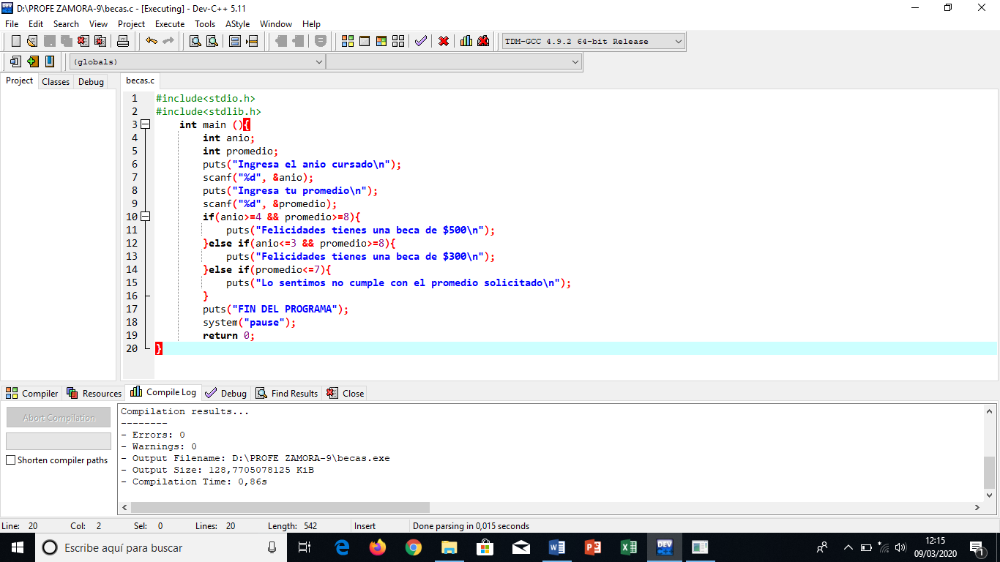 D:\PROFE ZAMORA-9\becas.c - [Executing] - Dev-C++ 5.11
File Edit Search View Project Execute Tools AStyle Window Help
TDM-GCC 4.9.2 64-bit Release
(globals)
Project Classes Debug becas.c
1 #include<stdio.h>
2 #include<stdlib.h>
3 int main (){
4 int anio;
5 int promedio;
6 puts("Ingresa el anio cursado\n");
7 scanf("%d", &anio);
8 puts("Ingresa tu promedio\n");
9 scanf("%d", &promedio);
10 if(anio>=4 && promedio>=8){
11 puts("Felicidades tienes una beca de $500\n");
12 }else if(anio<=3 && promedio>=8){
13 puts("Felicidades tienes una beca de $300\n");
14 }else if(promedio<=7){
15 puts("Lo sentimos no cumple con el promedio solicitado\n");
16 }
17 puts("FIN DEL PROGRAMA");
18 system("pause");
19 return 0;
20 }
Compiler Resources Compile Log Debug Find Results Close
Abort Compilation
Shorten compiler paths
Compilation results...
--------
- Errors: 0
- Warnings: 0
- Output Filename: D:\PROFE ZAMORA-9\becas.exe
- Output Size: 128,7705078125 KiB
- Compilation Time: 0,86s
Line: 20 Col: 2 Sel: 0 Lines: 20 Length: 542 Insert Done parsing in 0,015 seconds
Escribe aquí para buscar
DEV
12:15
09/03/2020
1